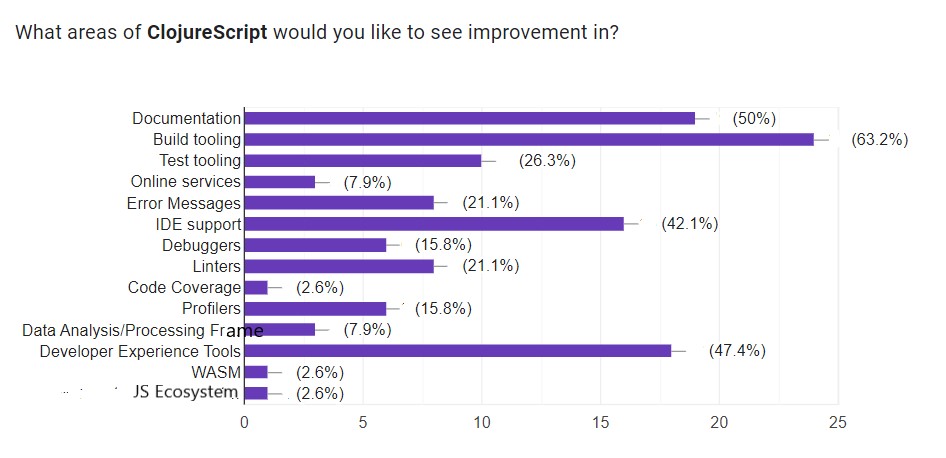 What areas of ClojureScript would you like to see improvement in?
Documentation (50%)
Build tooling (63.2%)
Test tooling (26.3%)
Online services (7.9%)
Error Messages (21.1%)
IDE support (42.1%)
Debuggers (15.8%)
Linters (21.1%)
Code Coverage (2.6%)
Profilers (15.8%)
Data Analysis/Processing Frame (7.9%)
Developer Experience Tools (47.4%)
WASM (2.6%)
JS Ecosystem (2.6%)
0 5 10 15 20 25